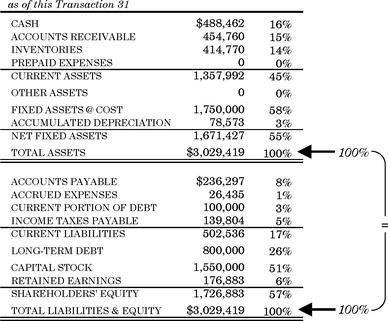 as of this Transaction 31
CASH $488,462 16%
ACCOUNTS RECEIVABLE 454,760 15%
INVENTORIES 414,770 14%
PREPAID EXPENSES 0 0%
CURRENT ASSETS 1,357,992 45%
OTHER ASSETS 0 0%
FIXED ASSETS @ COST 1,750,000 58%
ACCUMULATED DEPRECIATION 78,573 3%
NET FIXED ASSETS 1,671,427 55%
TOTAL ASSETS $3,029,419 100% 100%
ACCOUNTS PAYABLE $236,297 8%
ACCRUED EXPENSES 26,435 1%
CURRENT PORTION OF DEBT 100,000 3%
INCOME TAXES PAYABLE 139,804 5%
CURRENT LIABILITIES 502,536 17%
=
LONG-TERM DEBT 800,000 26%
CAPITAL STOCK 1,550,000 51%
RETAINED EARNINGS 176,883 6%
SHAREHOLDERS' EQUITY 1,726,883 57%
TOTAL LIABILITIES & EQUITY $3,029,419 100% 100%